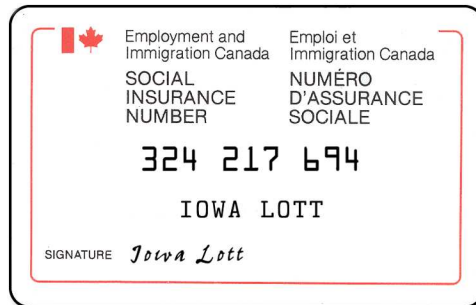 Employment and Immigration Canada
Emploi et Immigration Canada
SOCIAL INSURANCE NUMBER
NUMÉRO D'ASSURANCE SOCIALE
324 217 694
IOWA LOTT
SIGNATURE Iowa Lott